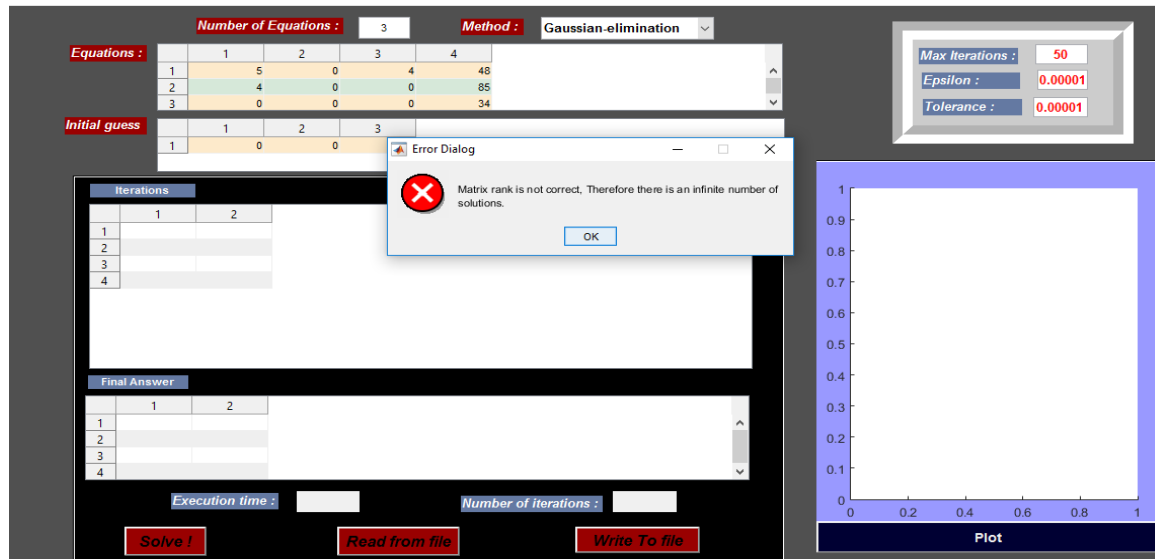 Number of Equations : 3 Method : Gaussian-elimination
Equations :
1 2 3 4
1 5 0 4 48
2 4 0 0 85
3 0 0 0 34
Initial guess
1 2 3
1 0 0
Max Iterations : 50
Epsilon : 0.00001
Tolerance : 0.00001
Error Dialog
Matrix rank is not correct, Therefore there is an infinite number of
solutions.
OK
Iterations
1 2
1
2
3
4
Final Answer
1 2
1
2
3
4
Execution time : Number of iterations :
Solve ! Read from file Write To file
1
0.9
0.8
0.7
0.6
0.5
0.4
0.3
0.2
0.1
0
0 0.2 0.4 0.6 0.8 1
Plot